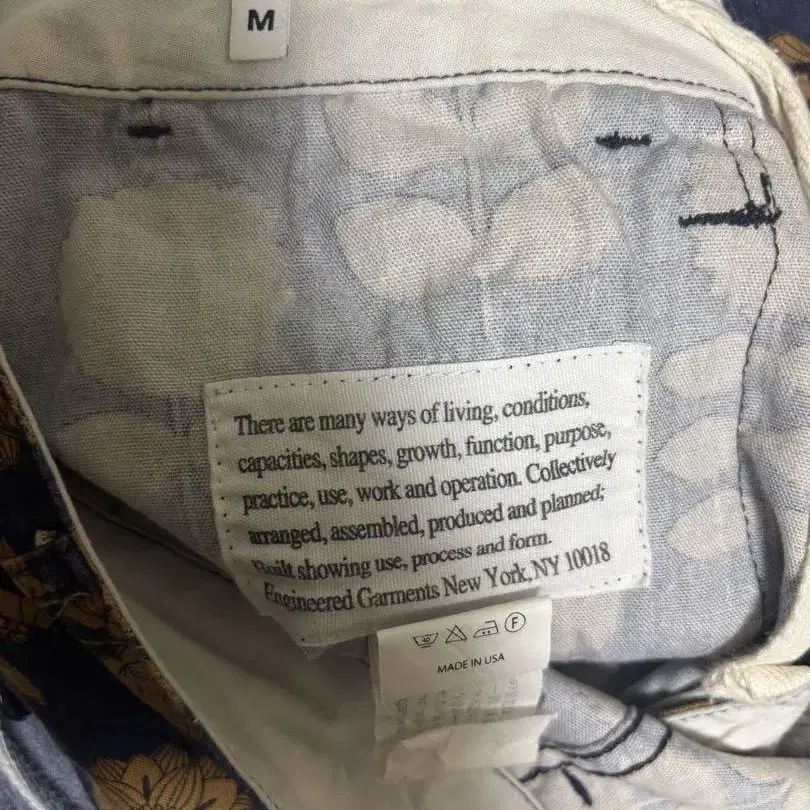 M
There are many ways of living, conditions,
capacities, shapes, growth, function, purpose,
practice, use, work and operation. Collectively
arranged, assembled, produced and planned;
Built showing use, process and form.
Engineered Garments New York, NY 10018
40 F
MADE IN USA